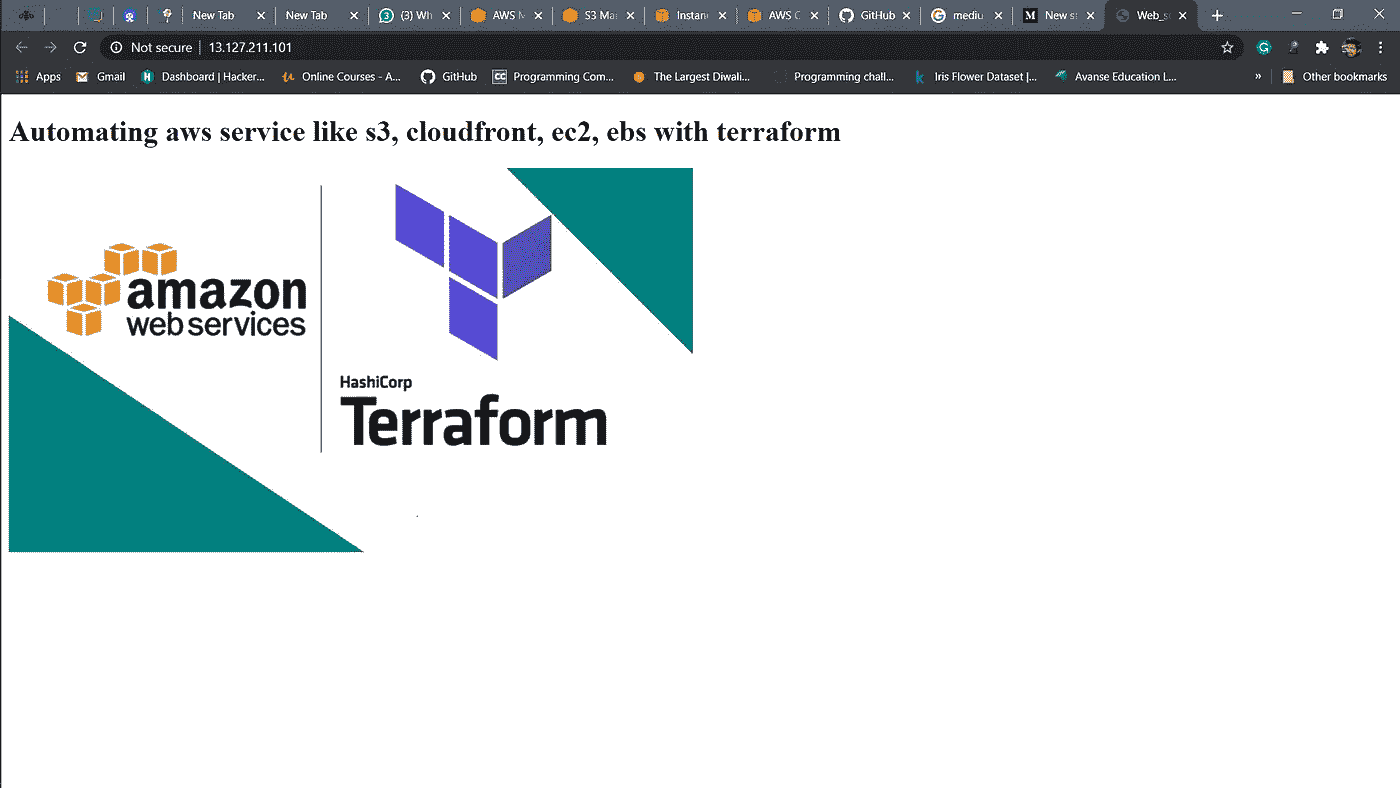 New Tab New Tab (3) Wh AWS M S3 Ma Instanc AWS C GitHub mediu New s Web_s
Not secure 13.127.211.101
Apps Gmail Dashboard | Hacker... Online Courses - A... GitHub CC Programming Com... The Largest Diwali... Programming chall... Iris Flower Dataset |... Avanse Education L... » Other bookmarks
Automating aws service like s3, cloudfront, ec2, ebs with terraform
amazon
web services
HashiCorp
Terraform